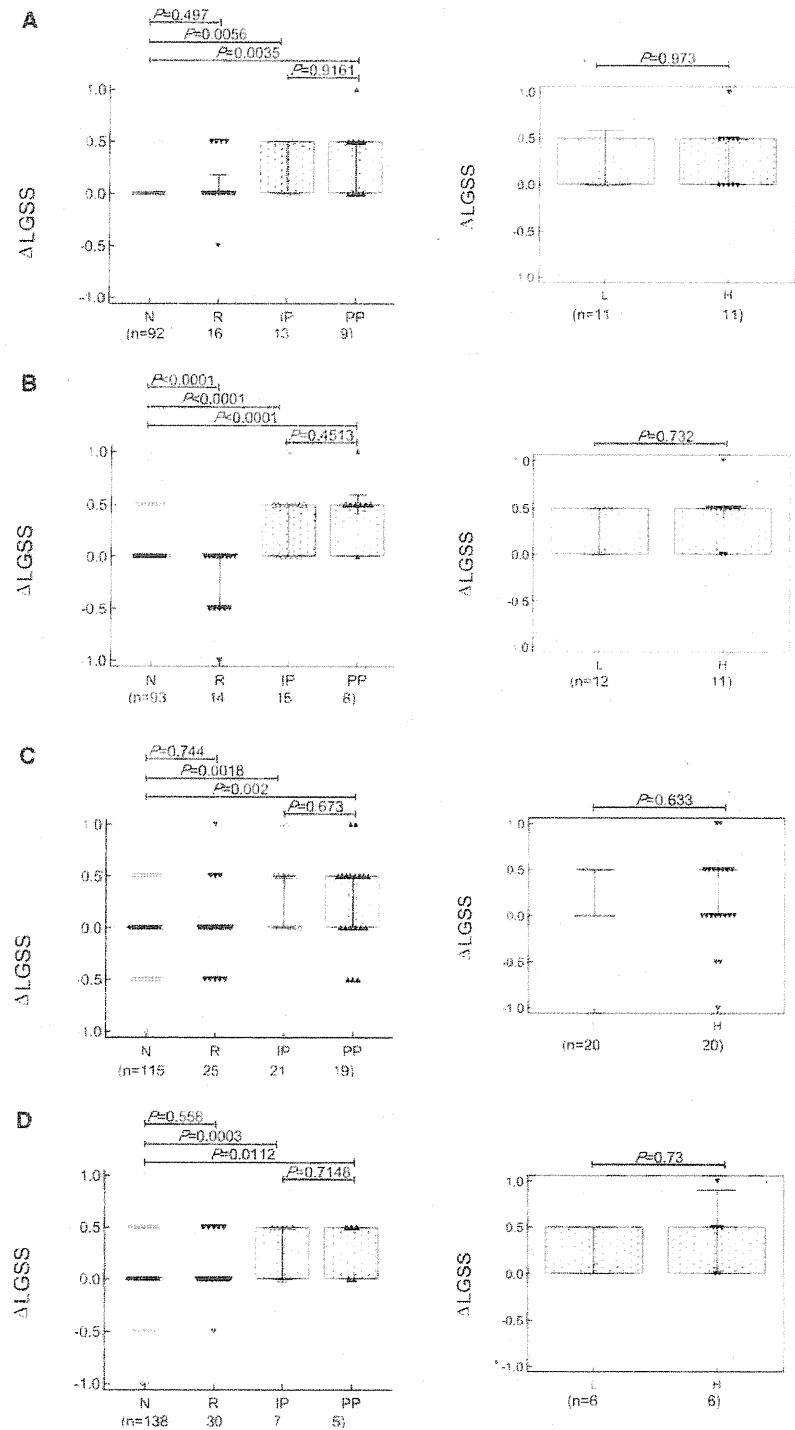 A
P=0.497
P=0.0056
P=0.0035
P=0.9161
1.0
0.5
0.0
-0.5
-1.0
ΔLGSS
N R IP PP
(n=92 16 13 9)
P=0.973
1.0
0.5
0.0
-0.5
-1.0
ΔLGSS
L H
(n=11 11)
B
P<0.0001
P<0.0001
P<0.0001
P=0.4513
1.0
0.5
0.0
-0.5
-1.0
ΔLGSS
N R IP PP
(n=93 14 15 8)
P=0.732
0.5
0.0
-0.5
ΔLGSS
L H
(n=12 11)
C
P=0.744
P=0.0018
P=0.002
P=0.673
1.0
0.5
0.0
-0.5
-1.0
ΔLGSS
N R IP PP
(n=115 25 21 19)
P=0.633
1.0
0.5
0.0
-0.5
-1.0
ΔLGSS
H
(n=20 20)
D
P=0.558
P=0.0003
P=0.0112
P=0.7146
1.0
0.5
0.0
-0.5
-1.0
ΔLGSS
N R IP PP
(n=138 30 7 5)
P=0.73
1.0
0.5
0.0
-0.5
-1.0
ΔLGSS
L H
(n=6 6)